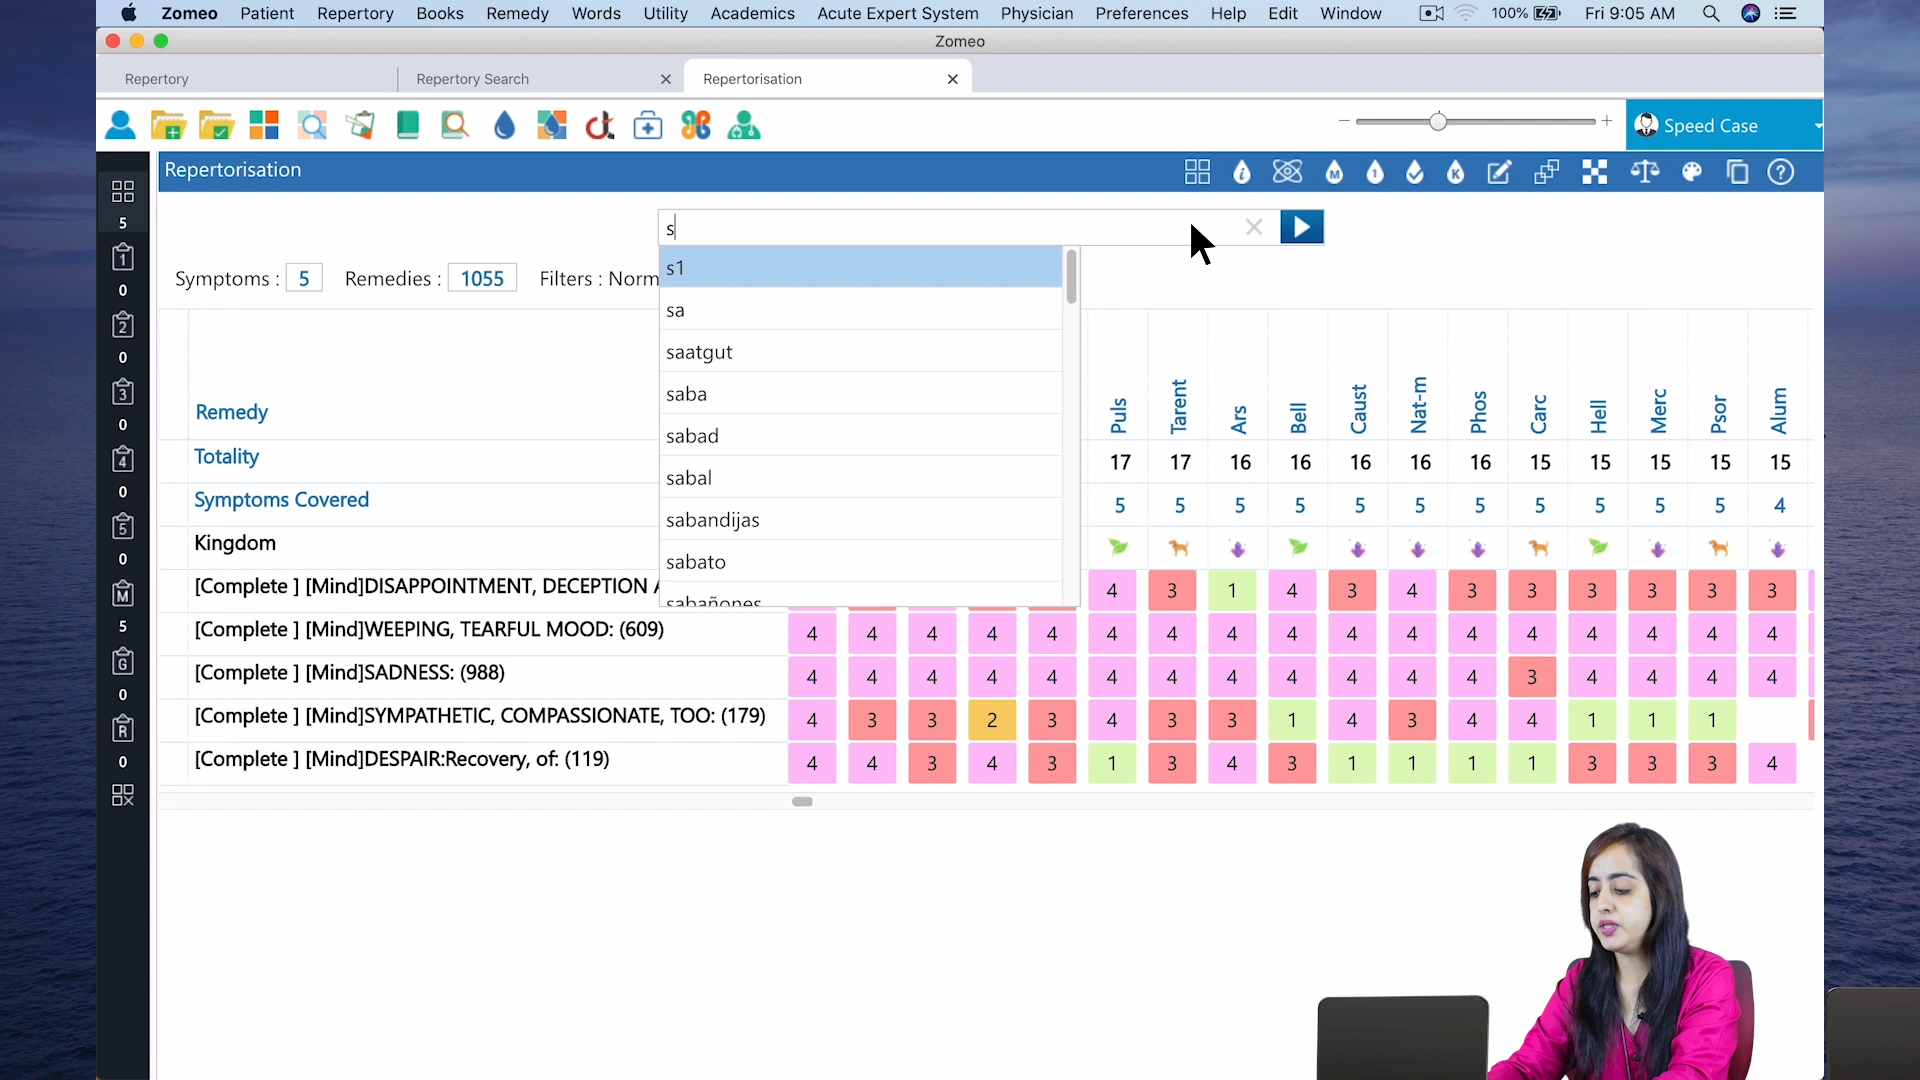 Zomeo Patient Repertory Books Remedy Words Utility Academics Acute Expert System Physician Preferences Help Edit Window 100% Fri 9:05 AM
Zomeo
Repertory Repertory Search Repertorisation
Speed Case
Repertorisation
s
s1
sa
saatgut
saba
sabad
sabal
sabandijas
sabato
sabañones
Symptoms : 5 Remedies : 1055 Filters : Norm
Remedy Puls Tarent Ars Bell Caust Nat-m Phos Carc Hell Merc Psor Alum
Totality 17 17 16 16 16 16 16 15 15 15 15 15
Symptoms Covered 5 5 5 5 5 5 5 5 5 5 5 4
Kingdom
[Complete ] [Mind]DISAPPOINTMENT, DECEPTION 4 3 1 4 3 4 3 3 3 3 3 3
[Complete ] [Mind]WEEPING, TEARFUL MOOD: (609) 4 4 4 4 4 4 4 4 4 4 4 4 4 4 4 4 4
[Complete ] [Mind]SADNESS: (988) 4 4 4 4 4 4 4 4 4 4 4 4 3 4 4 4 4
[Complete ] [Mind]SYMPATHETIC, COMPASSIONATE, TOO: (179) 4 3 3 2 3 4 3 3 1 4 3 4 4 1 1 1
[Complete ] [Mind]DESPAIR:Recovery, of: (119) 4 4 3 4 3 1 3 4 3 1 1 1 1 3 3 3 4
5
1
0
2
0
3
0
4
0
5
0
M
5
G
0
R
0